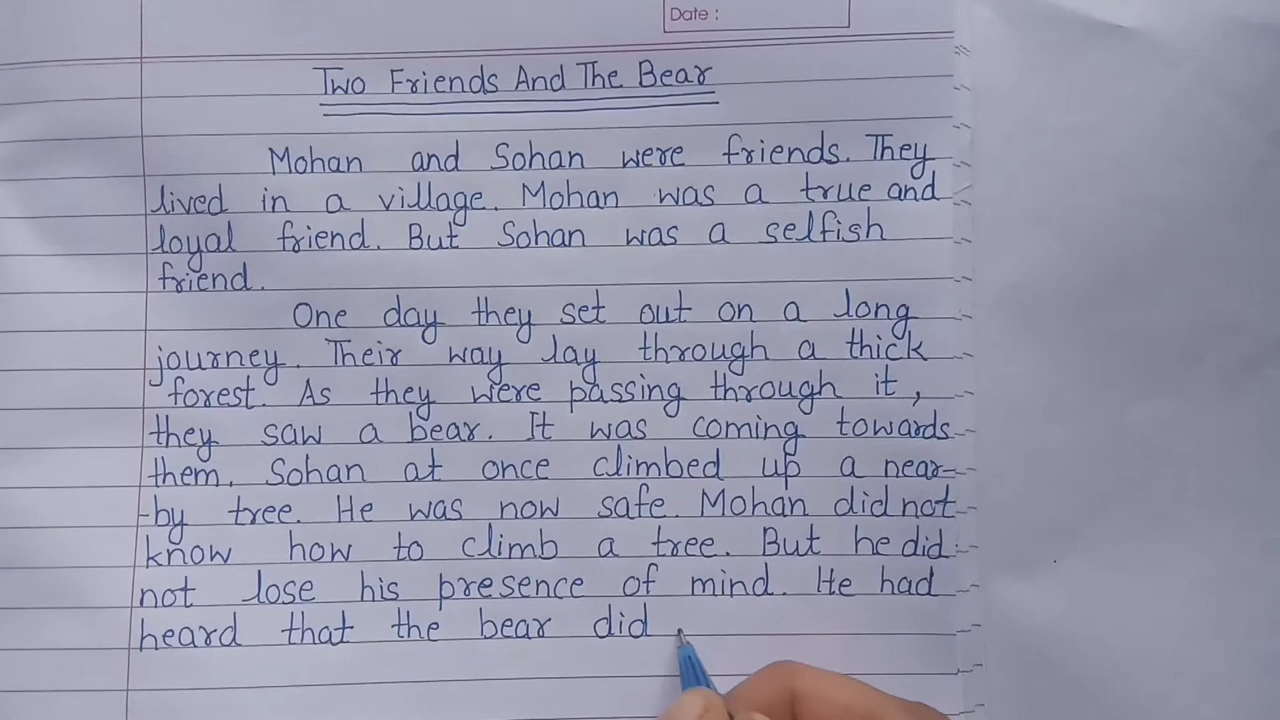 Date :
Two Friends And The Bear
Mohan and Sohan were friends. They
lived in a village. Mohan was a true and
loyal friend. But Sohan was a selfish
friend.
One day they set out on a long
journey. Their way lay through a thick
forest. As they were passing through it,
they saw a bear. It was coming towards
them. Sohan at once climbed up a near-
-by tree. He was now safe. Mohan did not
know how to climb a tree. But he did
not lose his presence of mind. He had
heard that the bear did